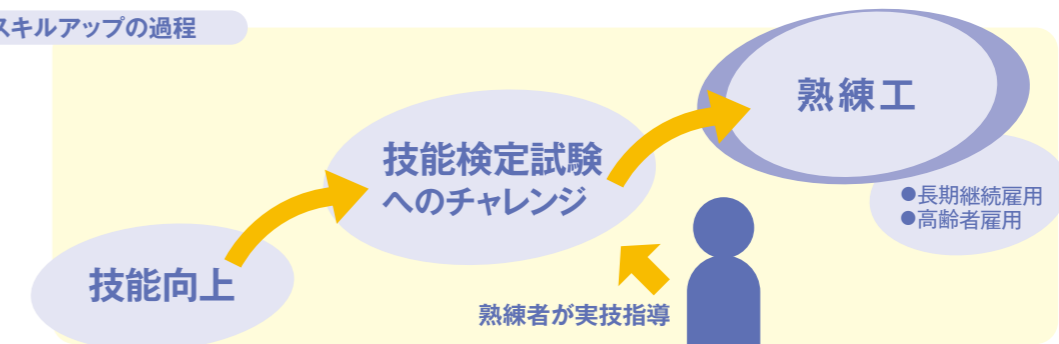 スキルアップの過程
熟練工
●長期継続雇用
●高齢者雇用
技能検定試験
へのチャレンジ
技能向上
熟練者が実技指導